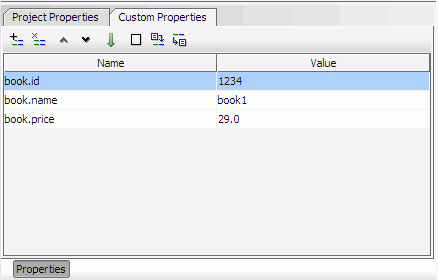 Project Properties Custom Properties
Name Value
book.id 1234
book.name book1
book.price 29.0
Properties